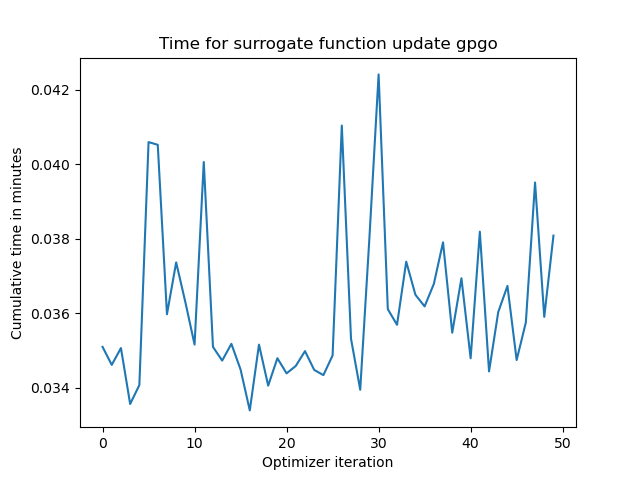 Time for surrogate function update gpgo
Cumulative time in minutes
0.042
0.040
0.038
0.036
0.034
0 10 20 30 40 50
Optimizer iteration